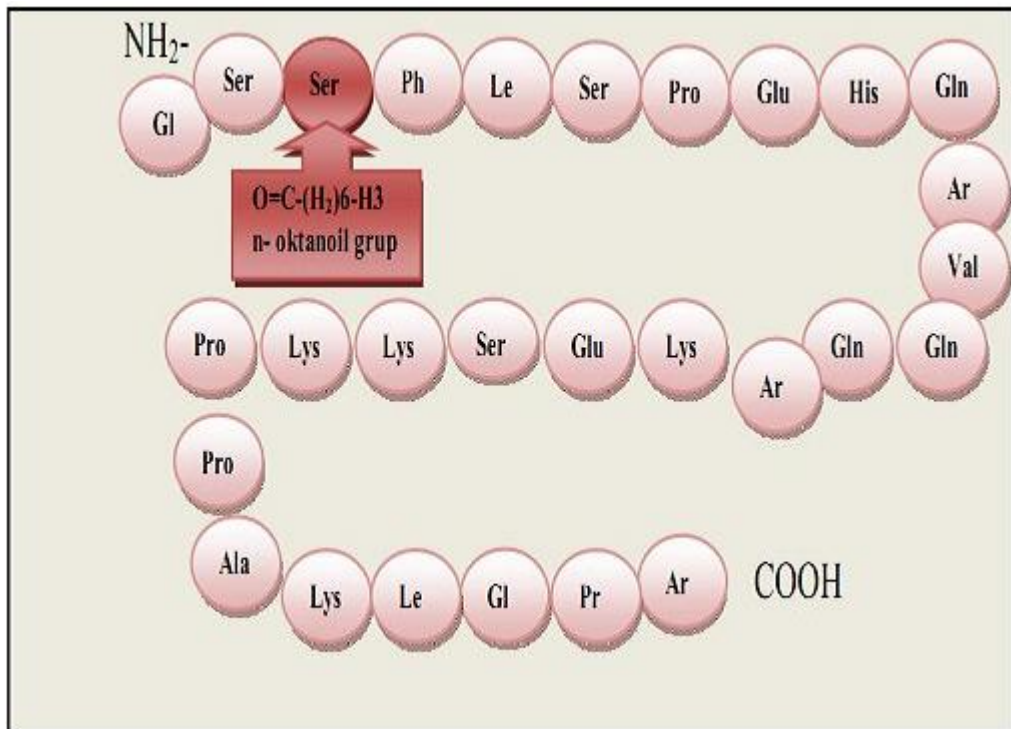 NH₂-
Gl
Ser
Ser
Ph
Le
Ser
Pro
Glu
His
Gln
Ar
Val
Gln
Gln
Ar
Lys
Glu
Ser
Lys
Lys
Pro
Pro
Ala
Lys
Le
Gl
Pr
Ar
COOH
O=C-(H₂)6-H3
n- oktanoil grup